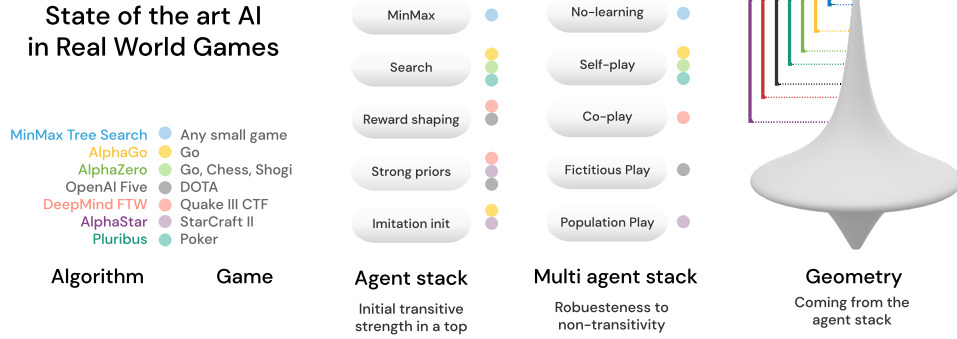 State of the art AI
in Real World Games
MinMax Tree Search Any small game
AlphaGo Go
AlphaZero Go, Chess, Shogi
OpenAI Five DOTA
DeepMind FTW Quake III CTF
AlphaStar StarCraft II
Pluribus Poker
Algorithm Game
MinMax
Search
Reward shaping
Strong priors
Imitation init
Agent stack
Initial transitive
strength in a top
No-learning
Self-play
Co-play
Fictitious Play
Population Play
Multi agent stack
Robuesteness to
non-transitivity
Geometry
Coming from the
agent stack